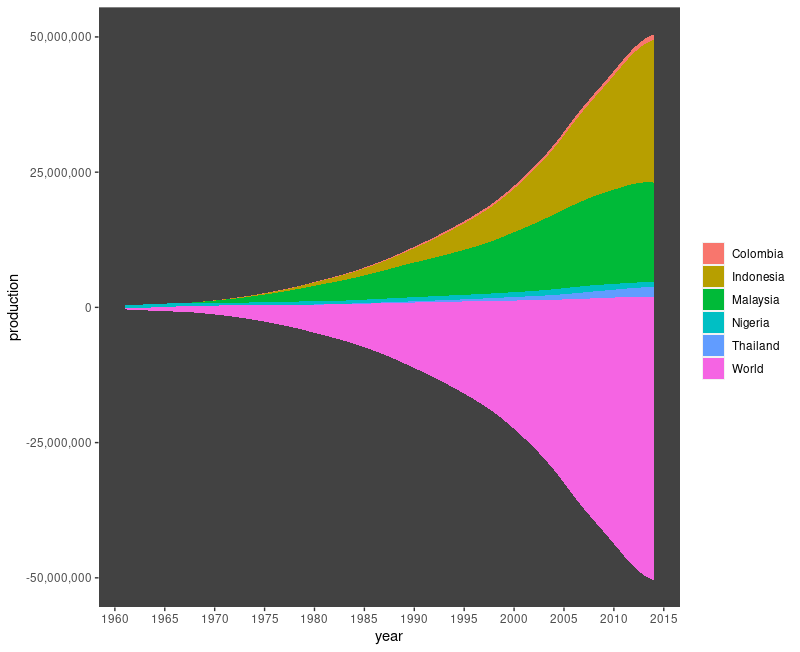 50,000,000
25,000,000
0
-25,000,000
-50,000,000
production
1960 1965 1970 1975 1980 1985 1990 1995 2000 2005 2010 2015
year
Colombia
Indonesia
Malaysia
Nigeria
Thailand
World